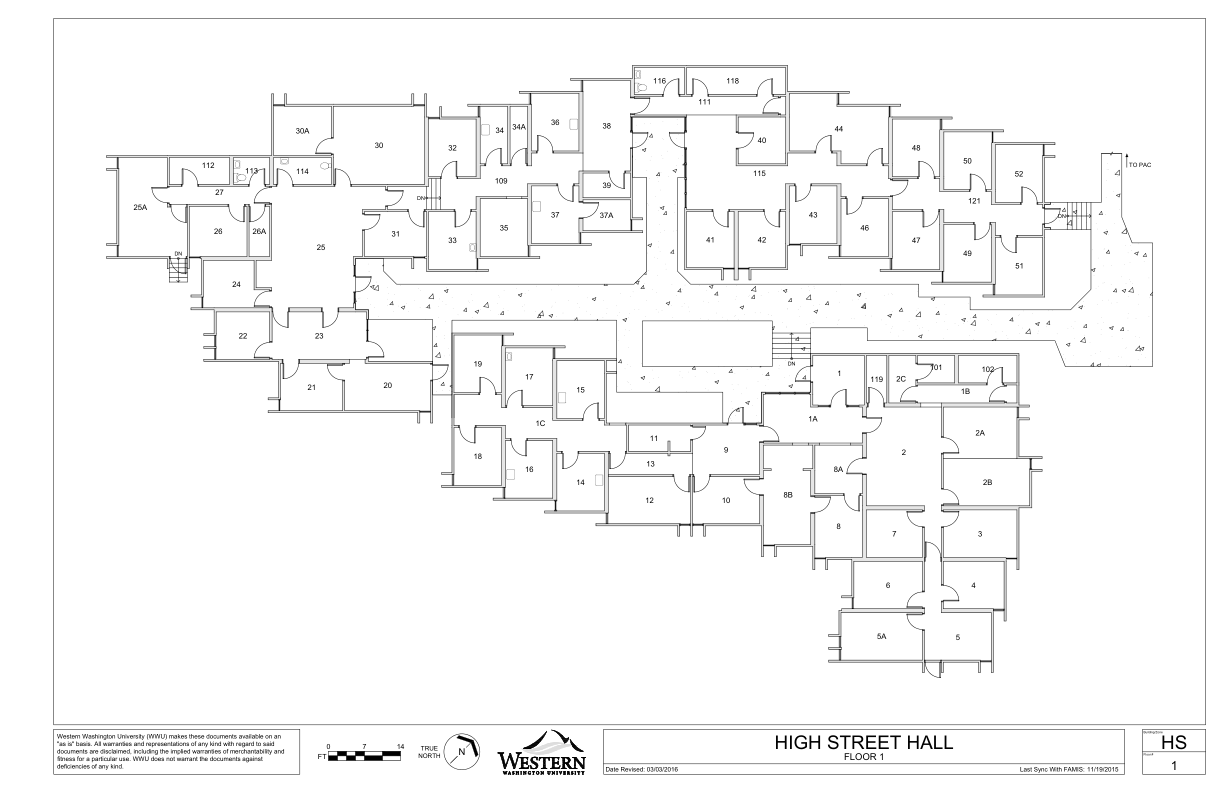 116 118
111
30A 30 32 34 34A 36 38 40 44 48 50 52
TO PAC
112 113 114 109 115
27 39 121
DN DN
25A 26 26A 25 31 33 35 37 37A 41 42 43 46 47 49 51
DN
24
22 23
19 17 15
DN
1 119 2C 101 102
21 20 1B
1C 1A
11 2A
18 16 13 9 8A 2
14 12 10 8B 2B
8 7 3
6 4
5A 5
Western Washington University (WWU) makes these documents available on an
"as is" basis. All warranties and representations of any kind with regard to said
documents are disclaimed, including the implied warranties of merchantability and
fitness for a particular use. WWU does not warrant the documents against
deficiencies of any kind.
0 7 14
FT
TRUE
NORTH
N
WESTERN
WASHINGTON UNIVERSITY
HIGH STREET HALL
FLOOR 1
Date Revised: 03/03/2016 Last Sync With FAMIS: 11/19/2015
HS
1